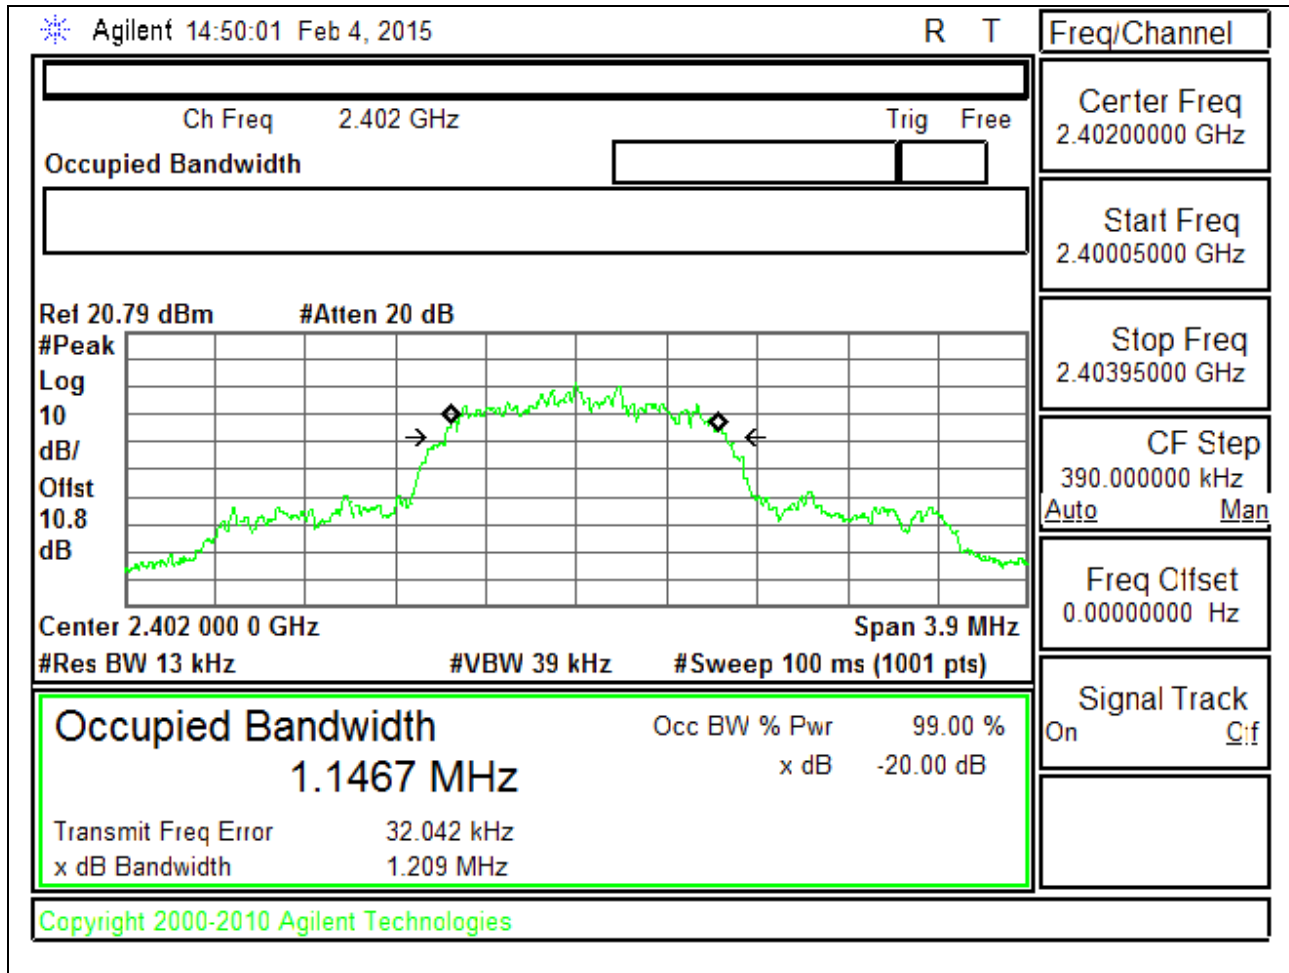 Agilent 14:50:01 Feb 4, 2015 R T
Ch Freq 2.402 GHz Trig Free
Occupied Bandwidth
Ref 20.79 dBm #Atten 20 dB
#Peak
Log
10
dB/
Offst
10.8
dB
Center 2.402 000 0 GHz Span 3.9 MHz
#Res BW 13 kHz #VBW 39 kHz #Sweep 100 ms (1001 pts)
Occupied Bandwidth
1.1467 MHz
Occ BW % Pwr 99.00 %
x dB -20.00 dB
Transmit Freq Error 32.042 kHz
x dB Bandwidth 1.209 MHz
Copyright 2000-2010 Agilent Technologies
Freq/Channel
Center Freq
2.40200000 GHz
Start Freq
2.40005000 GHz
Stop Freq
2.40395000 GHz
CF Step
390.000000 kHz
Auto Man
Freq Offset
0.00000000 Hz
Signal Track
On Off